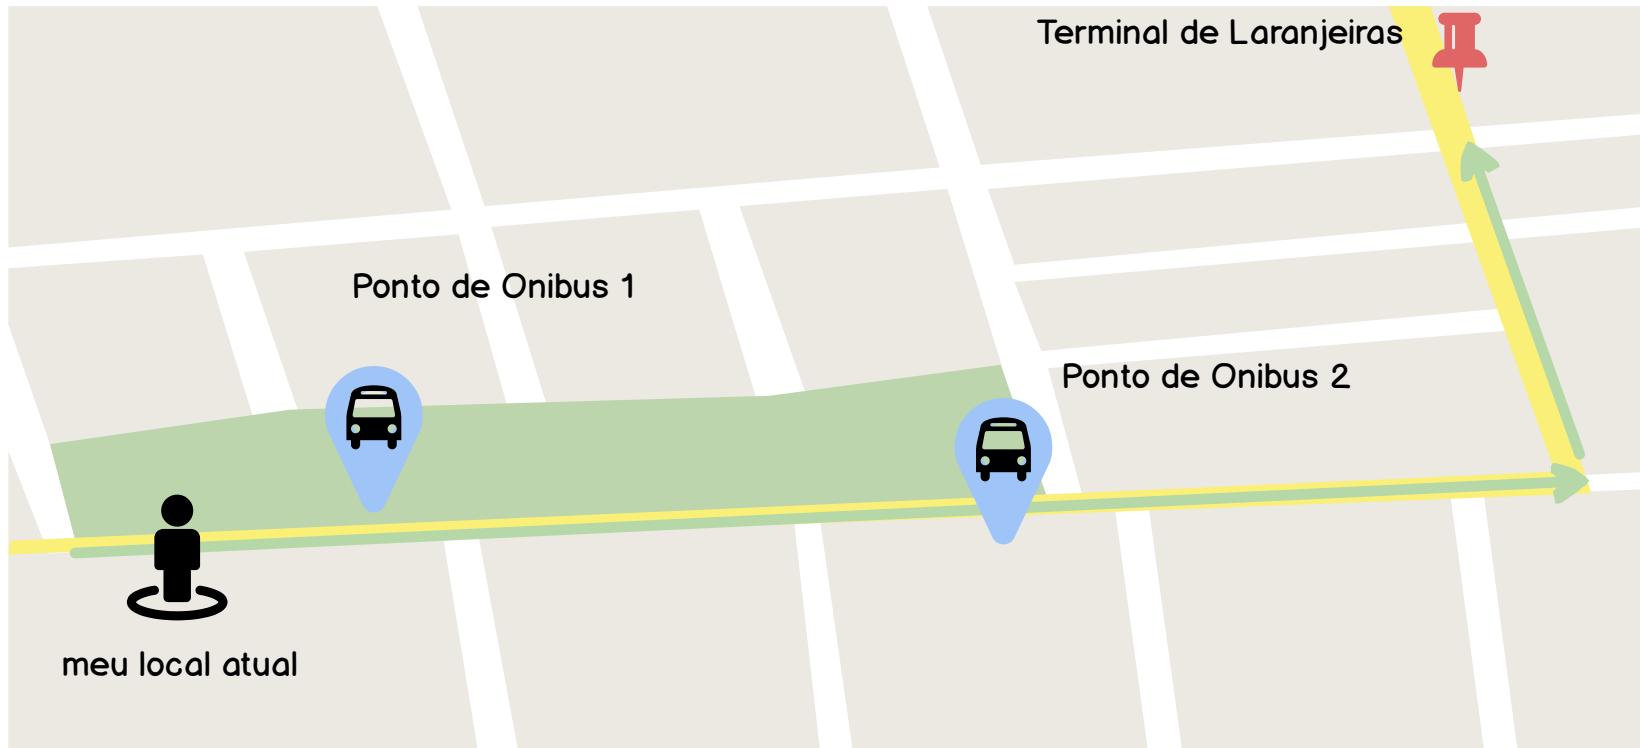 Terminal de Laranjeiras
Ponto de Onibus 1
Ponto de Onibus 2
meu local atual